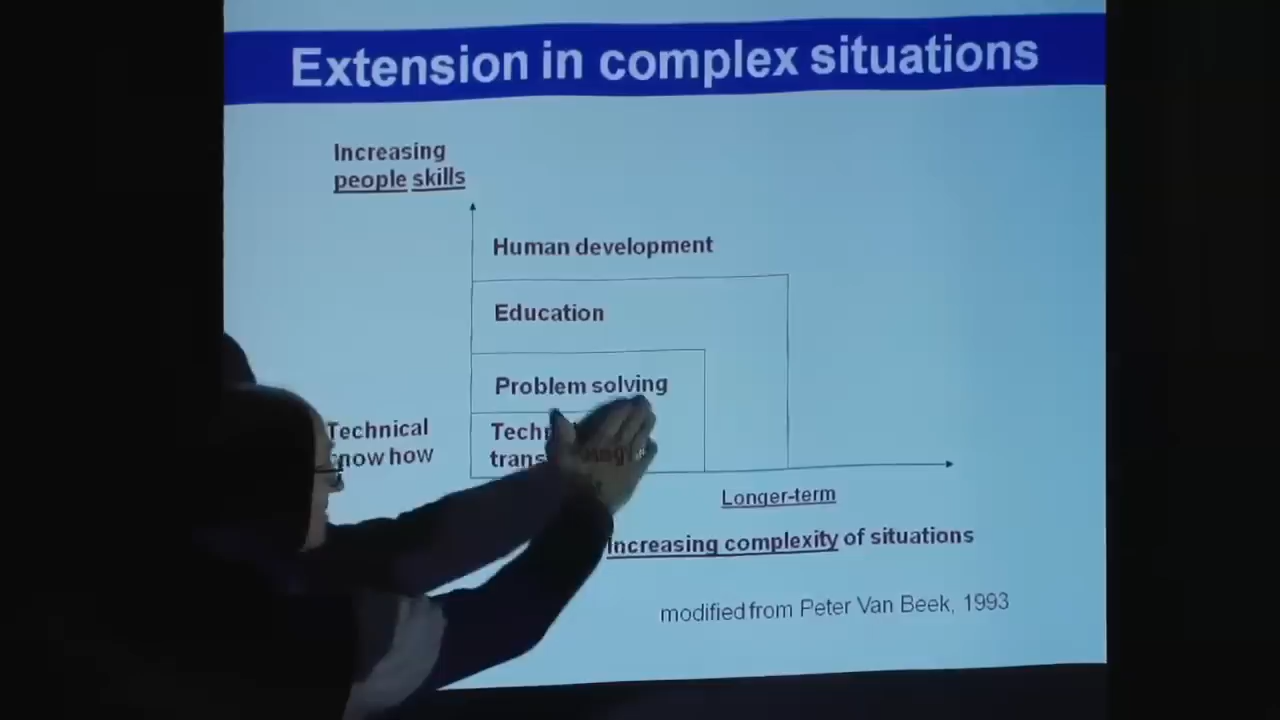 Extension in complex situations
Increasing
people skills
Human development
Education
Problem solving
Technical
now how
Longer-term
Increasing complexity of situations
modified from Peter Van Beek, 1993